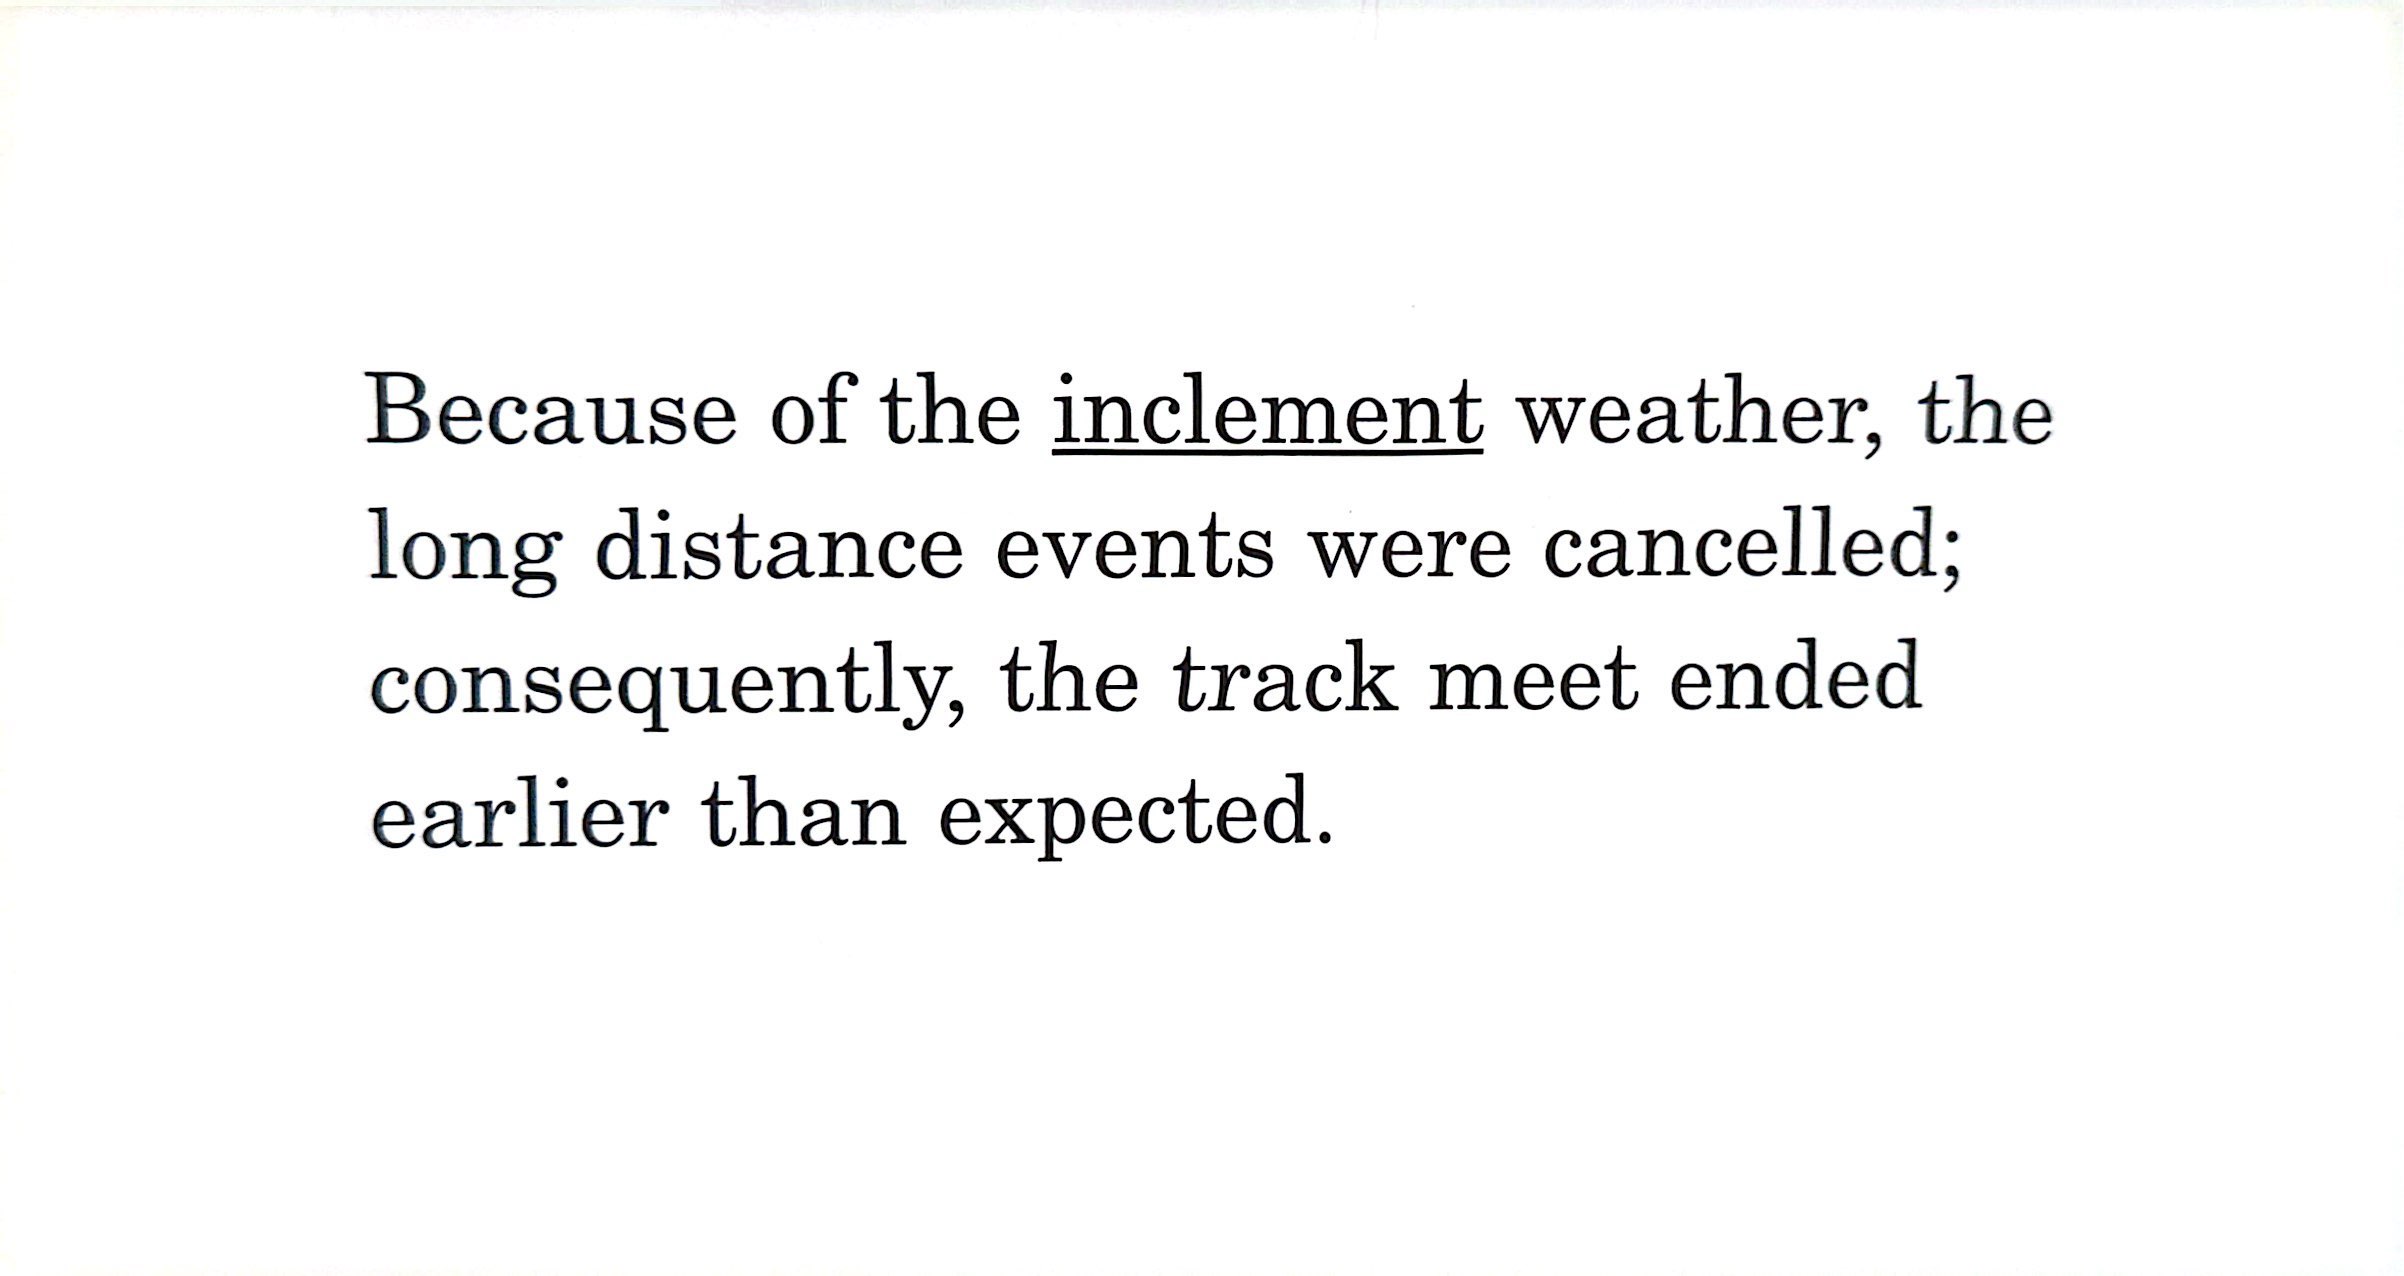 Because of the inclement weather, the
long distance events were cancelled;
consequently, the track meet ended
earlier than expected.